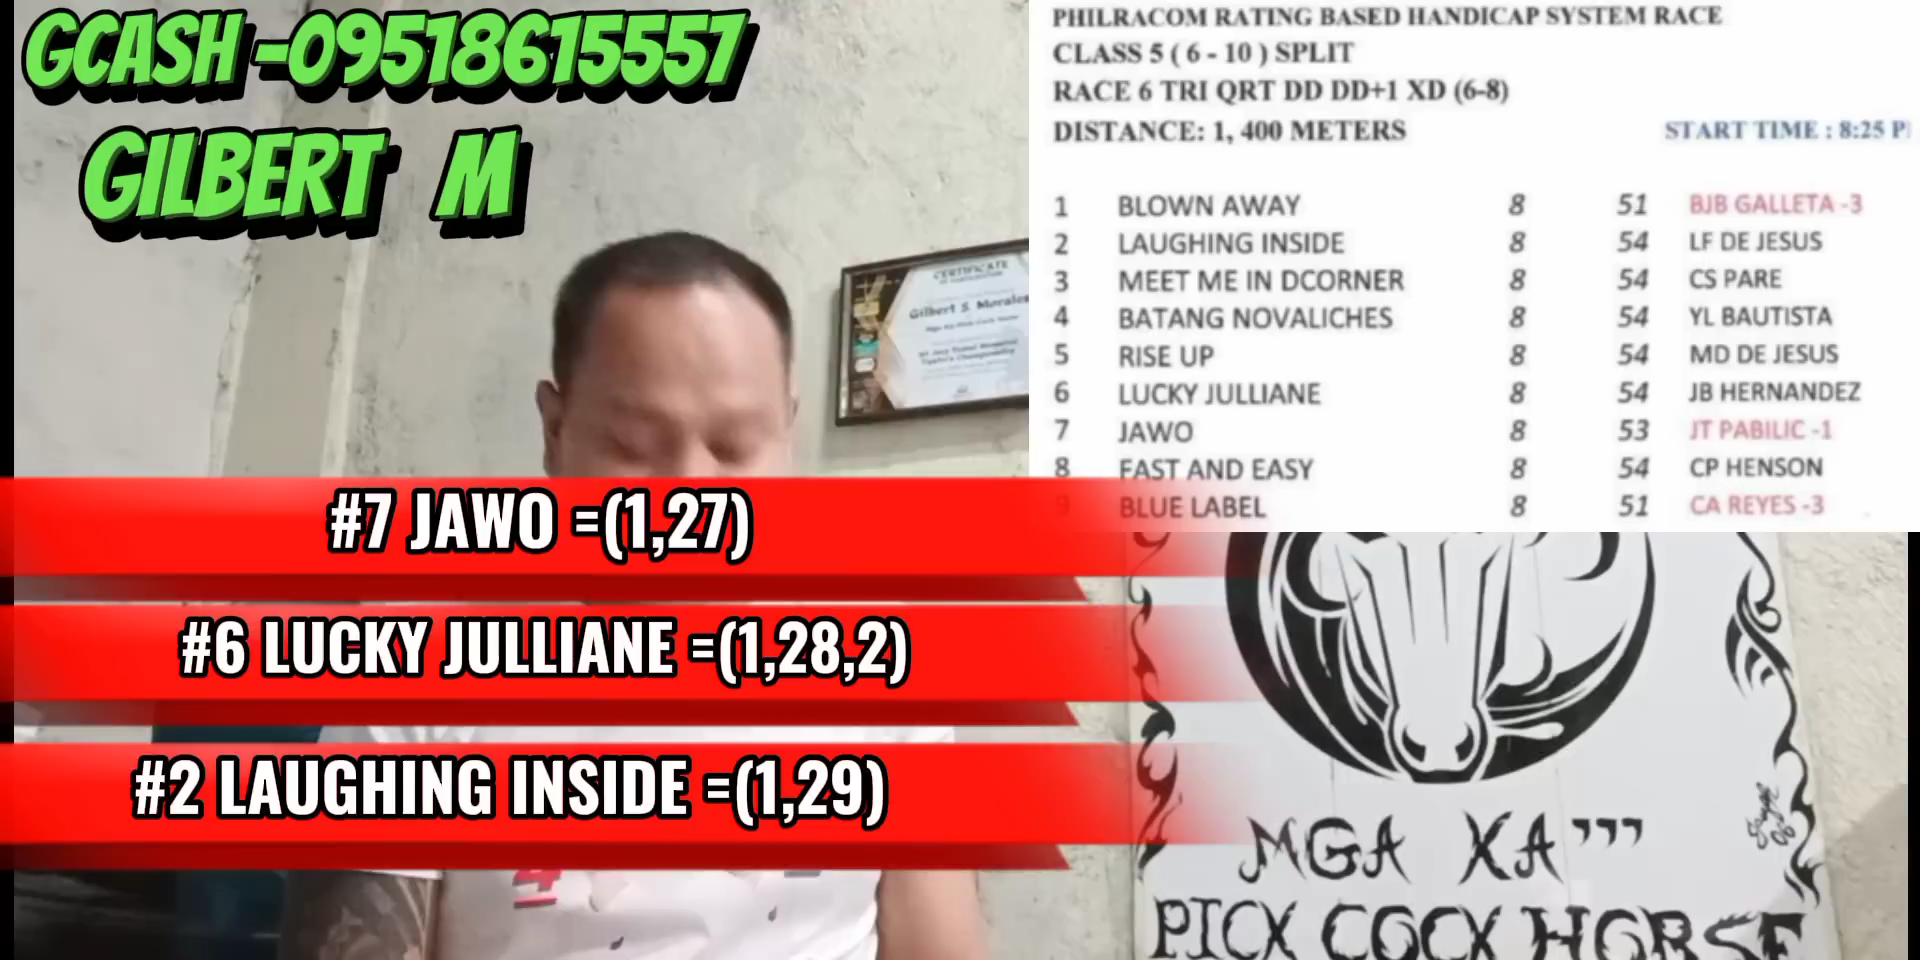 GCASH -09518615557
GILBERT M
PHILRACOM RATING BASED HANDICAP SYSTEM RACE
CLASS 5 ( 6 - 10 ) SPLIT
RACE 6 TRI QRT DD DD+1 XD (6-8)
DISTANCE: 1, 400 METERS
START TIME : 8:25 P
1 BLOWN AWAY 8 51 BJB GALLETA -3
2 LAUGHING INSIDE 8 54 LF DE JESUS
3 MEET ME IN DCORNER 8 54 CS PARE
4 BATANG NOVALICHES 8 54 YL BAUTISTA
5 RISE UP 8 54 MD DE JESUS
6 LUCKY JULLIANE 8 54 JB HERNANDEZ
7 JAWO 8 53 JT PABILIC -1
8 FAST AND EASY 8 54 CP HENSON
9 BLUE LABEL 8 51 CA REYES -3
CERTIFICATE
Gilbert S. Morales
#7 JAWO =(1,27)
#6 LUCKY JULLIANE =(1,28,2)
#2 LAUGHING INSIDE =(1,29)
MGA KA'''
PICK COCK HORSE